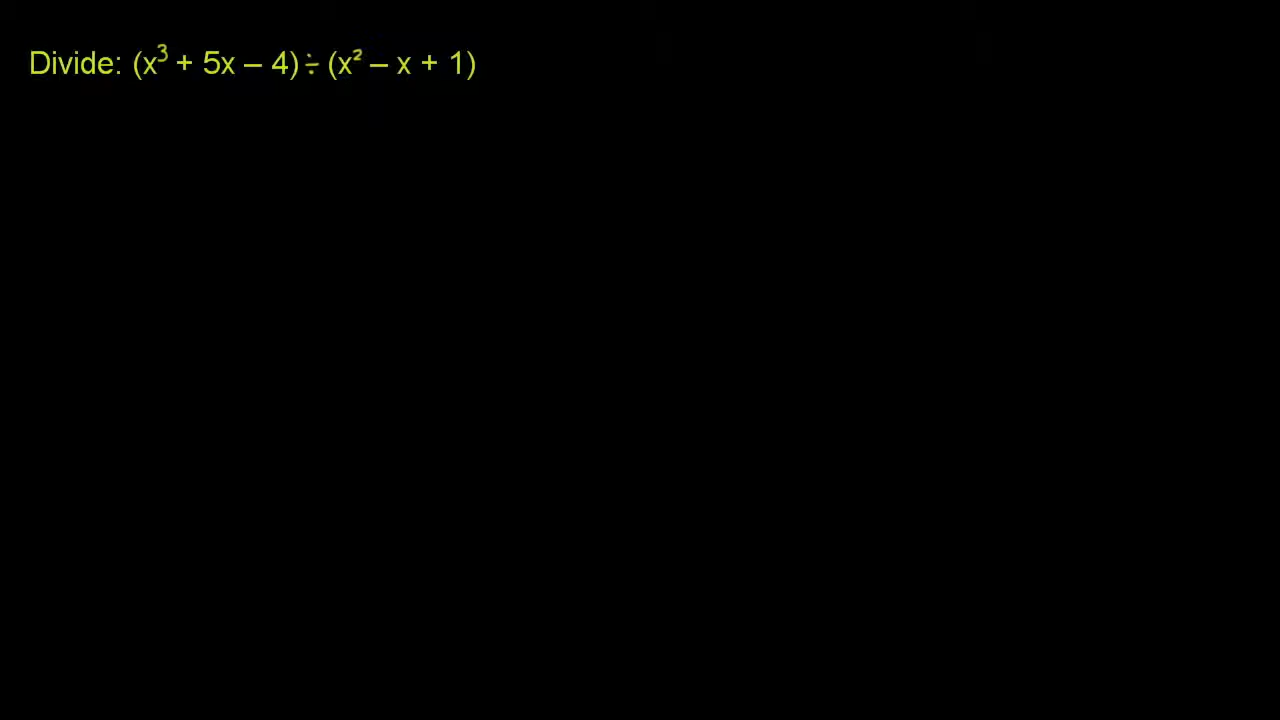 Divide: (x³ + 5x – 4) ÷ (x² – x + 1)